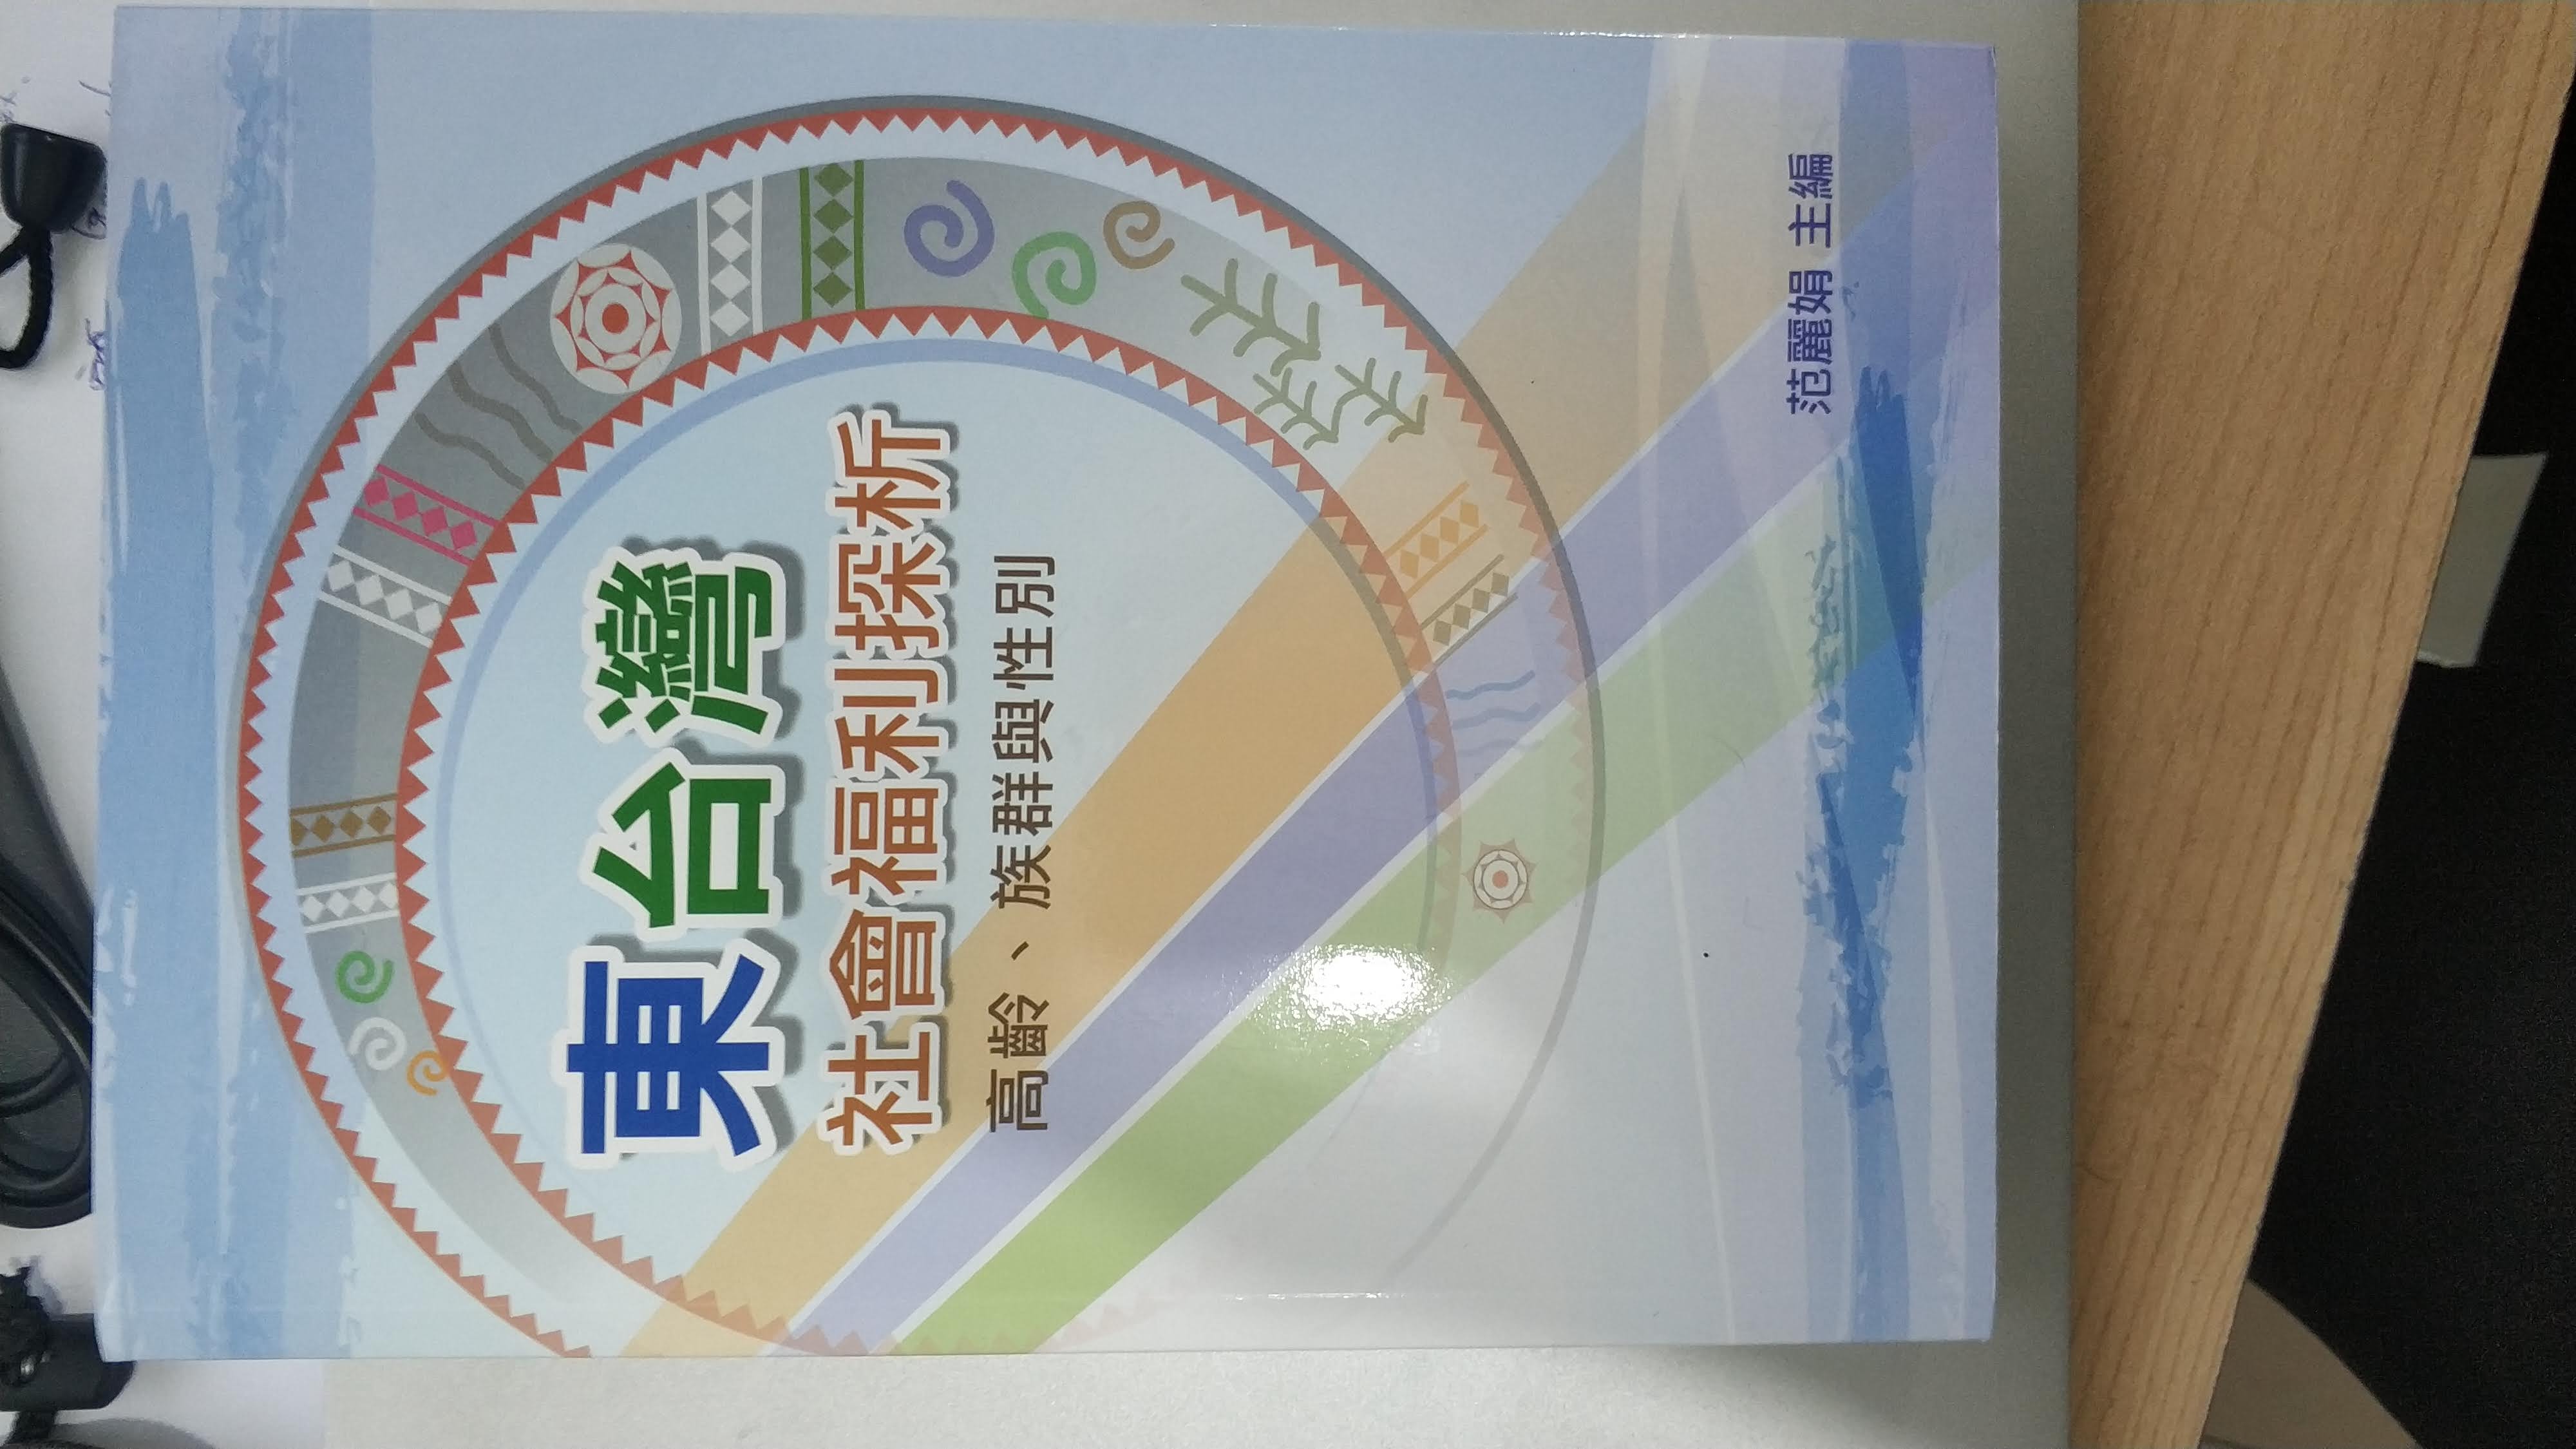 東台灣
社會福利探析
高齡、族群與性別
范麗娟 主編